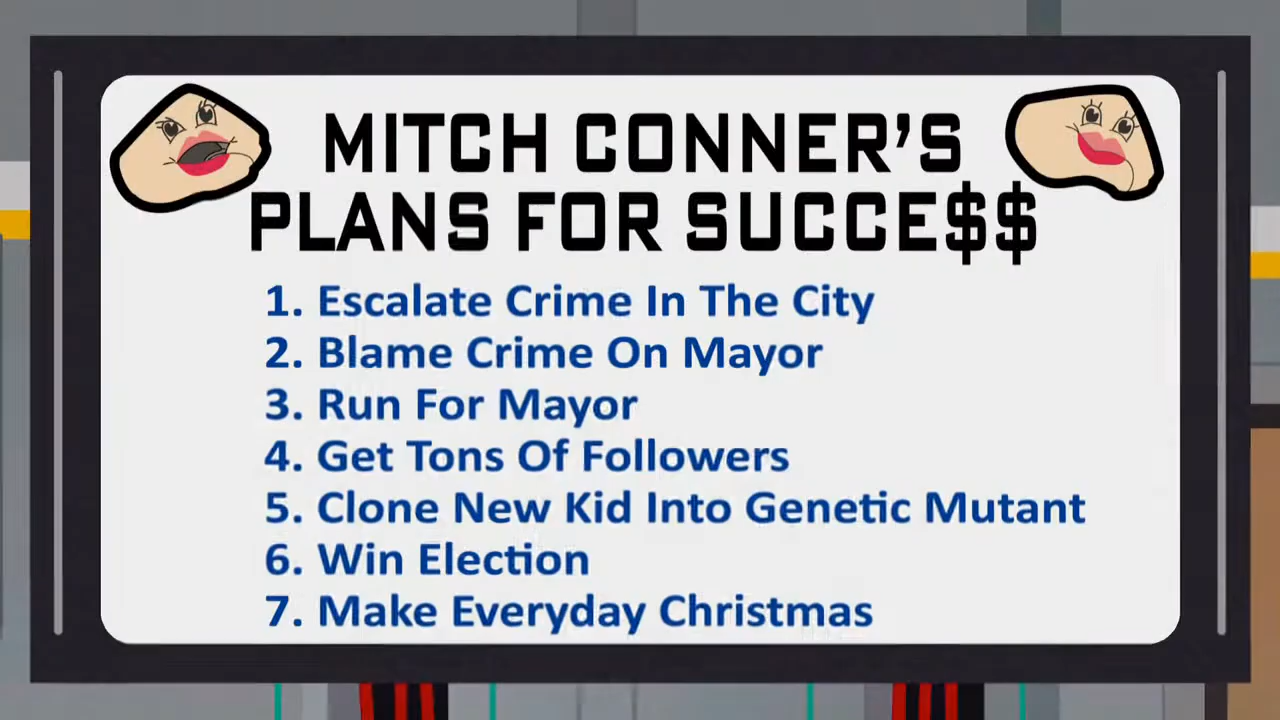 MITCH CONNER’S
PLANS FOR SUCCE$$
1. Escalate Crime In The City
2. Blame Crime On Mayor
3. Run For Mayor
4. Get Tons Of Followers
5. Clone New Kid Into Genetic Mutant
6. Win Election
7. Make Everyday Christmas